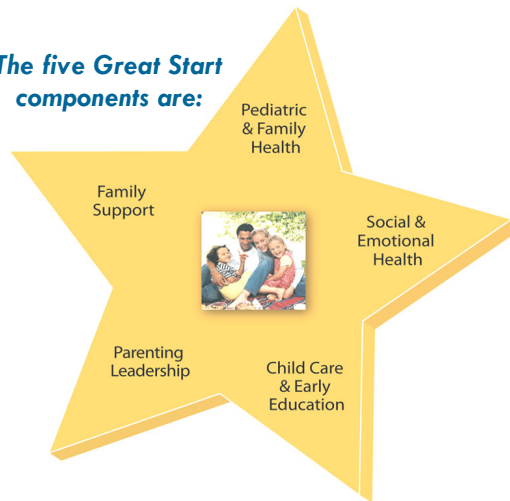 The five Great Start
components are:
Pediatric
& Family
Health
Family
Support
Social &
Emotional
Health
Parenting
Leadership
Child Care
& Early
Education